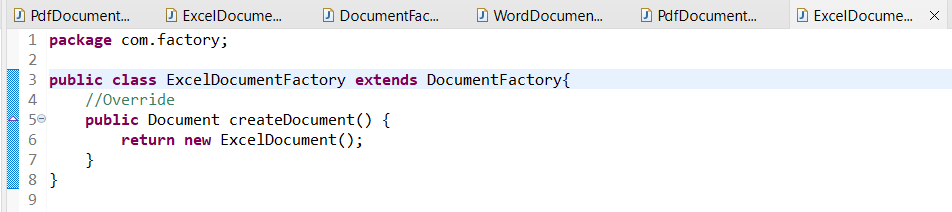 PdfDocument... ExcelDocume... DocumentFac... WordDocumen... PdfDocument... ExcelDocume...
1 package com.factory;
2
3 public class ExcelDocumentFactory extends DocumentFactory{
4     //Override
5     public Document createDocument() {
6         return new ExcelDocument();
7     }
8 }
9